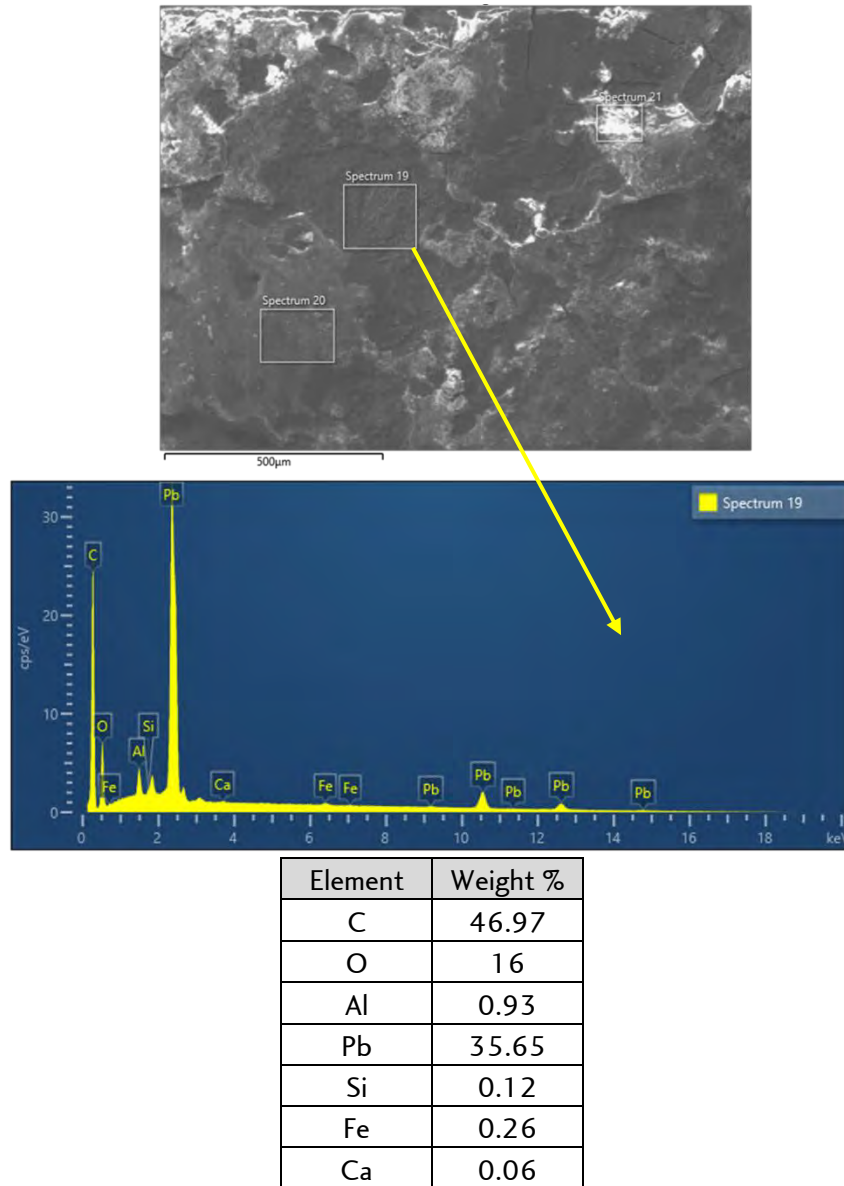 Spectrum 21
Spectrum 19
Spectrum 20
500µm
Spectrum 19
cps/eV
30
20
10
0
C
O
Fe
Al
Si
Pb
Ca
Fe
Fe
Pb
Pb
Pb
Pb
Pb
0 2 4 6 8 10 12 14 16 18 keV
Element Weight %
C 46.97
O 16
Al 0.93
Pb 35.65
Si 0.12
Fe 0.26
Ca 0.06